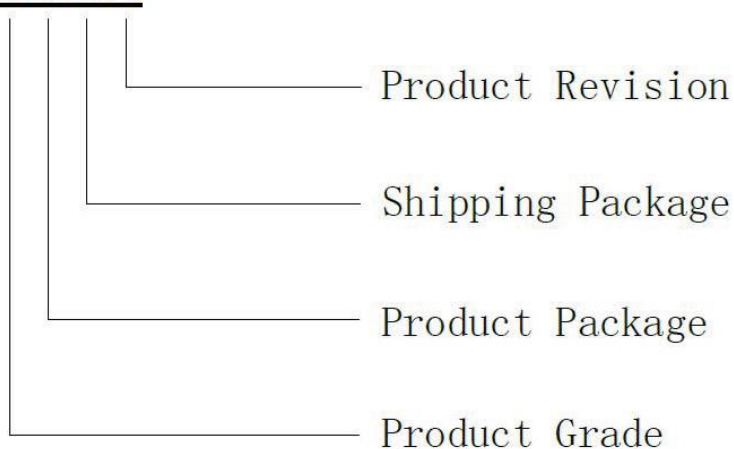 Product Revision
Shipping Package
Product Package
Product Grade